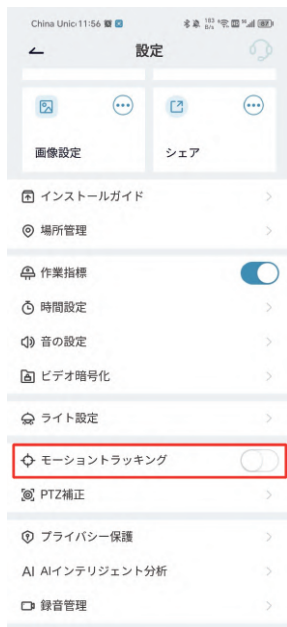 China Unic 11:56
183 B/s
設定
画像設定
シェア
インストールガイド
場所管理
作業指標
時間設定
音の設定
ビデオ暗号化
ライト設定
モーショントラッキング
PTZ補正
プライバシー保護
AI AIインテリジェント分析
録音管理